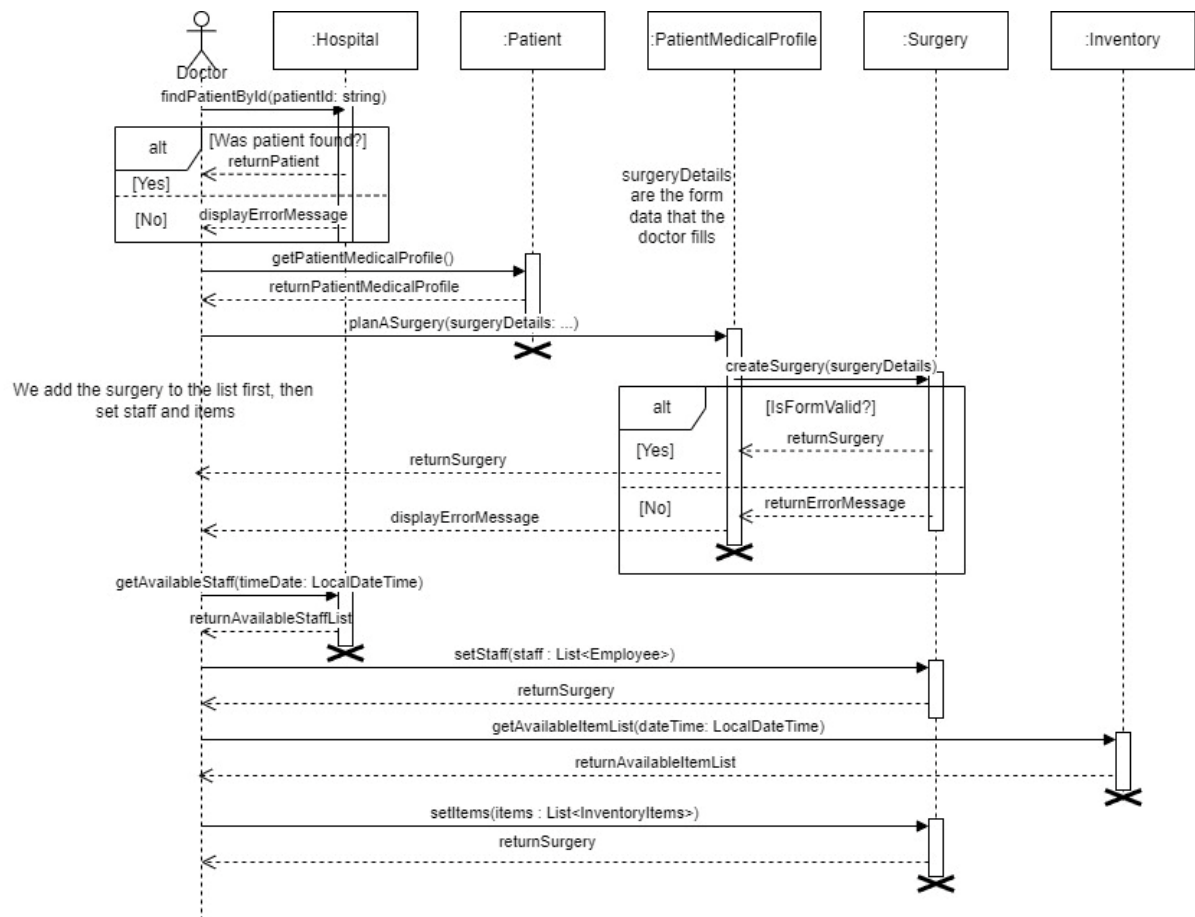 :Hospital
:Patient
:PatientMedicalProfile
:Surgery
:Inventory
Doctor
findPatientById(patientId: string)
alt
[Was patient found?]
returnPatient
[Yes]
[No]
displayErrorMessage
surgeryDetails
are the form
data that the
doctor fills
getPatientMedicalProfile()
returnPatientMedicalProfile
planASurgery(surgeryDetails: ...)
createSurgery(surgeryDetails)
We add the surgery to the list first, then
set staff and items
alt
[IsFormValid?]
returnSurgery
[Yes]
returnSurgery
[No]
returnErrorMessage
displayErrorMessage
getAvailableStaff(timeDate: LocalDateTime)
returnAvailableStaffList
setStaff(staff : List<Employee>)
returnSurgery
getAvailableItemList(dateTime: LocalDateTime)
returnAvailableItemList
setItems(items : List<InventoryItems>)
returnSurgery